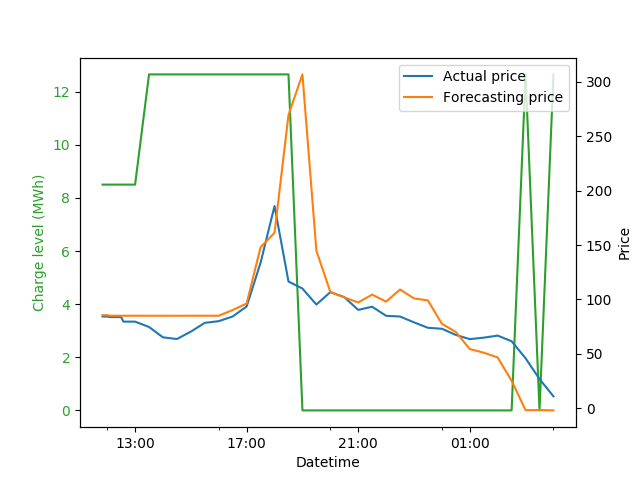 Actual price
Forecasting price
12
10
8
6
4
2
0
300
250
200
150
100
50
0
Charge level (MWh)
Price
13:00 17:00 21:00 01:00
Datetime